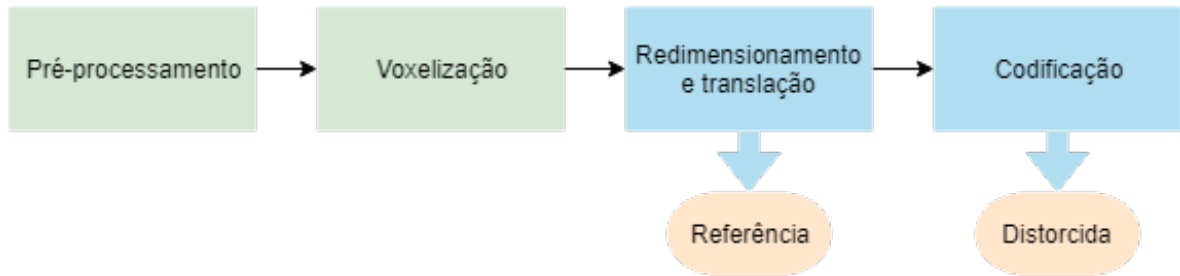 Pré-processamento
Voxelização
Redimensionamento
e translação
Codificação
Referência
Distorcida